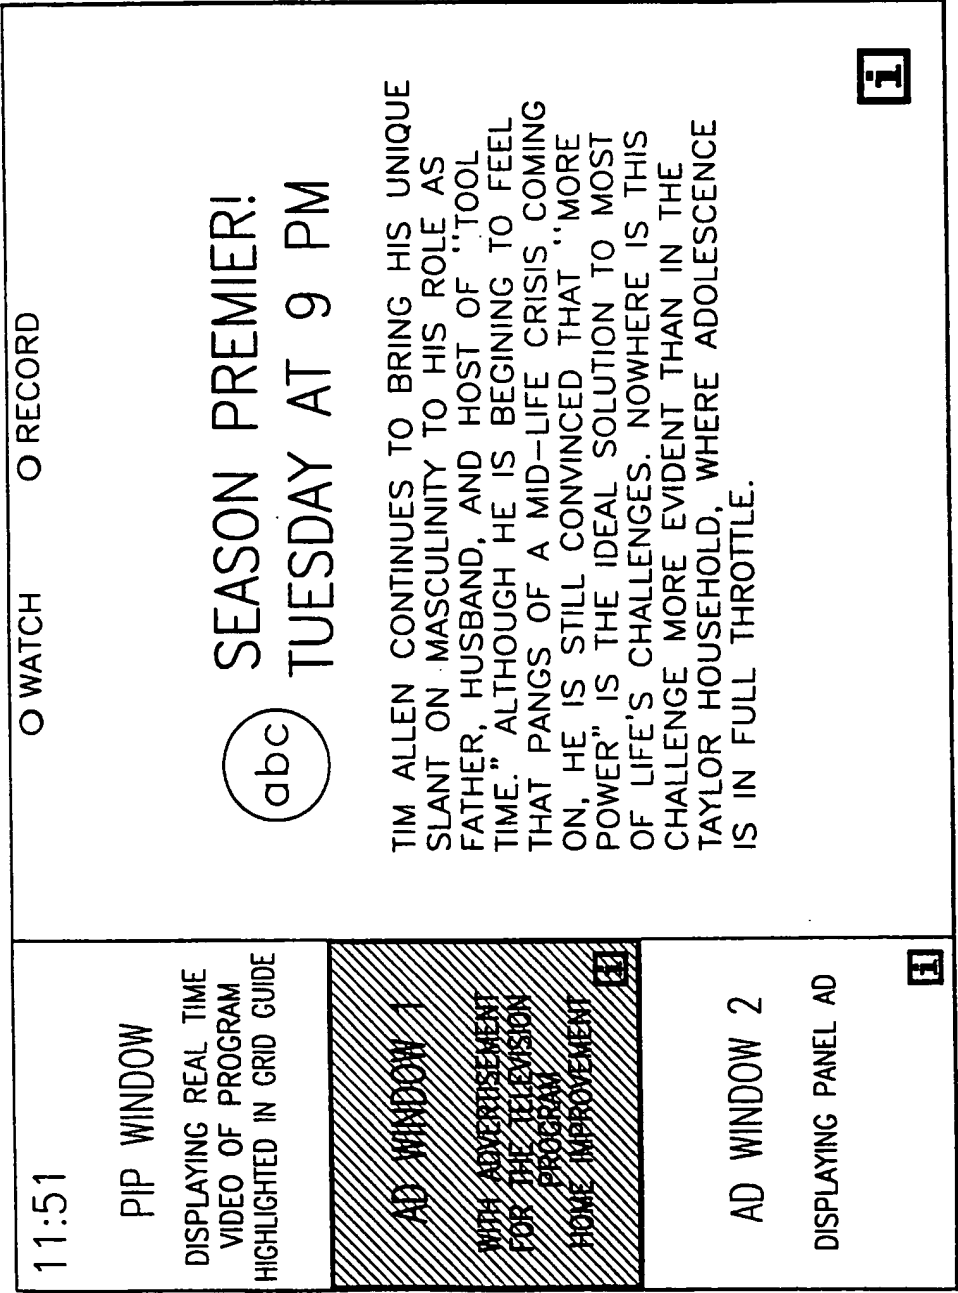 11:51
PIP WINDOW
DISPLAYING REAL TIME
VIDEO OF PROGRAM
HIGHLIGHTED IN GRID GUIDE
AD WINDOW 1
WITH ADVERTISEMENT
FOR THE TELEVISION
PROGRAM
HOME IMPROVEMENT
i
AD WINDOW 2
DISPLAYING PANEL AD
i
O WATCH
O RECORD
abc
SEASON PREMIER!
TUESDAY AT 9 PM
TIM ALLEN CONTINUES TO BRING HIS UNIQUE
SLANT ON MASCULINITY TO HIS ROLE AS
FATHER, HUSBAND, AND HOST OF "TOOL
TIME." ALTHOUGH HE IS BEGINING TO FEEL
THAT PANGS OF A MID-LIFE CRISIS COMING
ON, HE IS STILL CONVINCED THAT "MORE
POWER" IS THE IDEAL SOLUTION TO MOST
OF LIFE'S CHALLENGES. NOWHERE IS THIS
CHALLENGE MORE EVIDENT THAN IN THE
TAYLOR HOUSEHOLD, WHERE ADOLESCENCE
IS IN FULL THROTTLE.
i